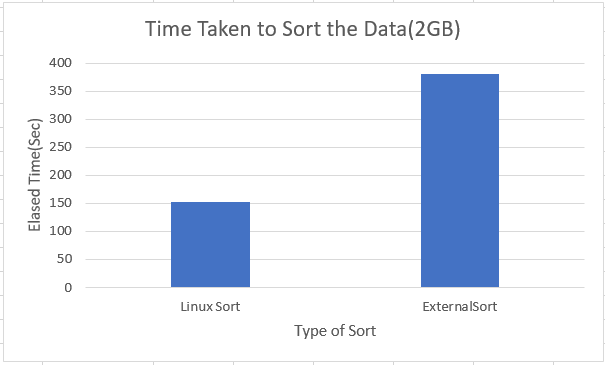 Time Taken to Sort the Data(2GB)
400
350
300
250
200
150
100
50
0
Elased Time(Sec)
Linux Sort
ExternalSort
Type of Sort